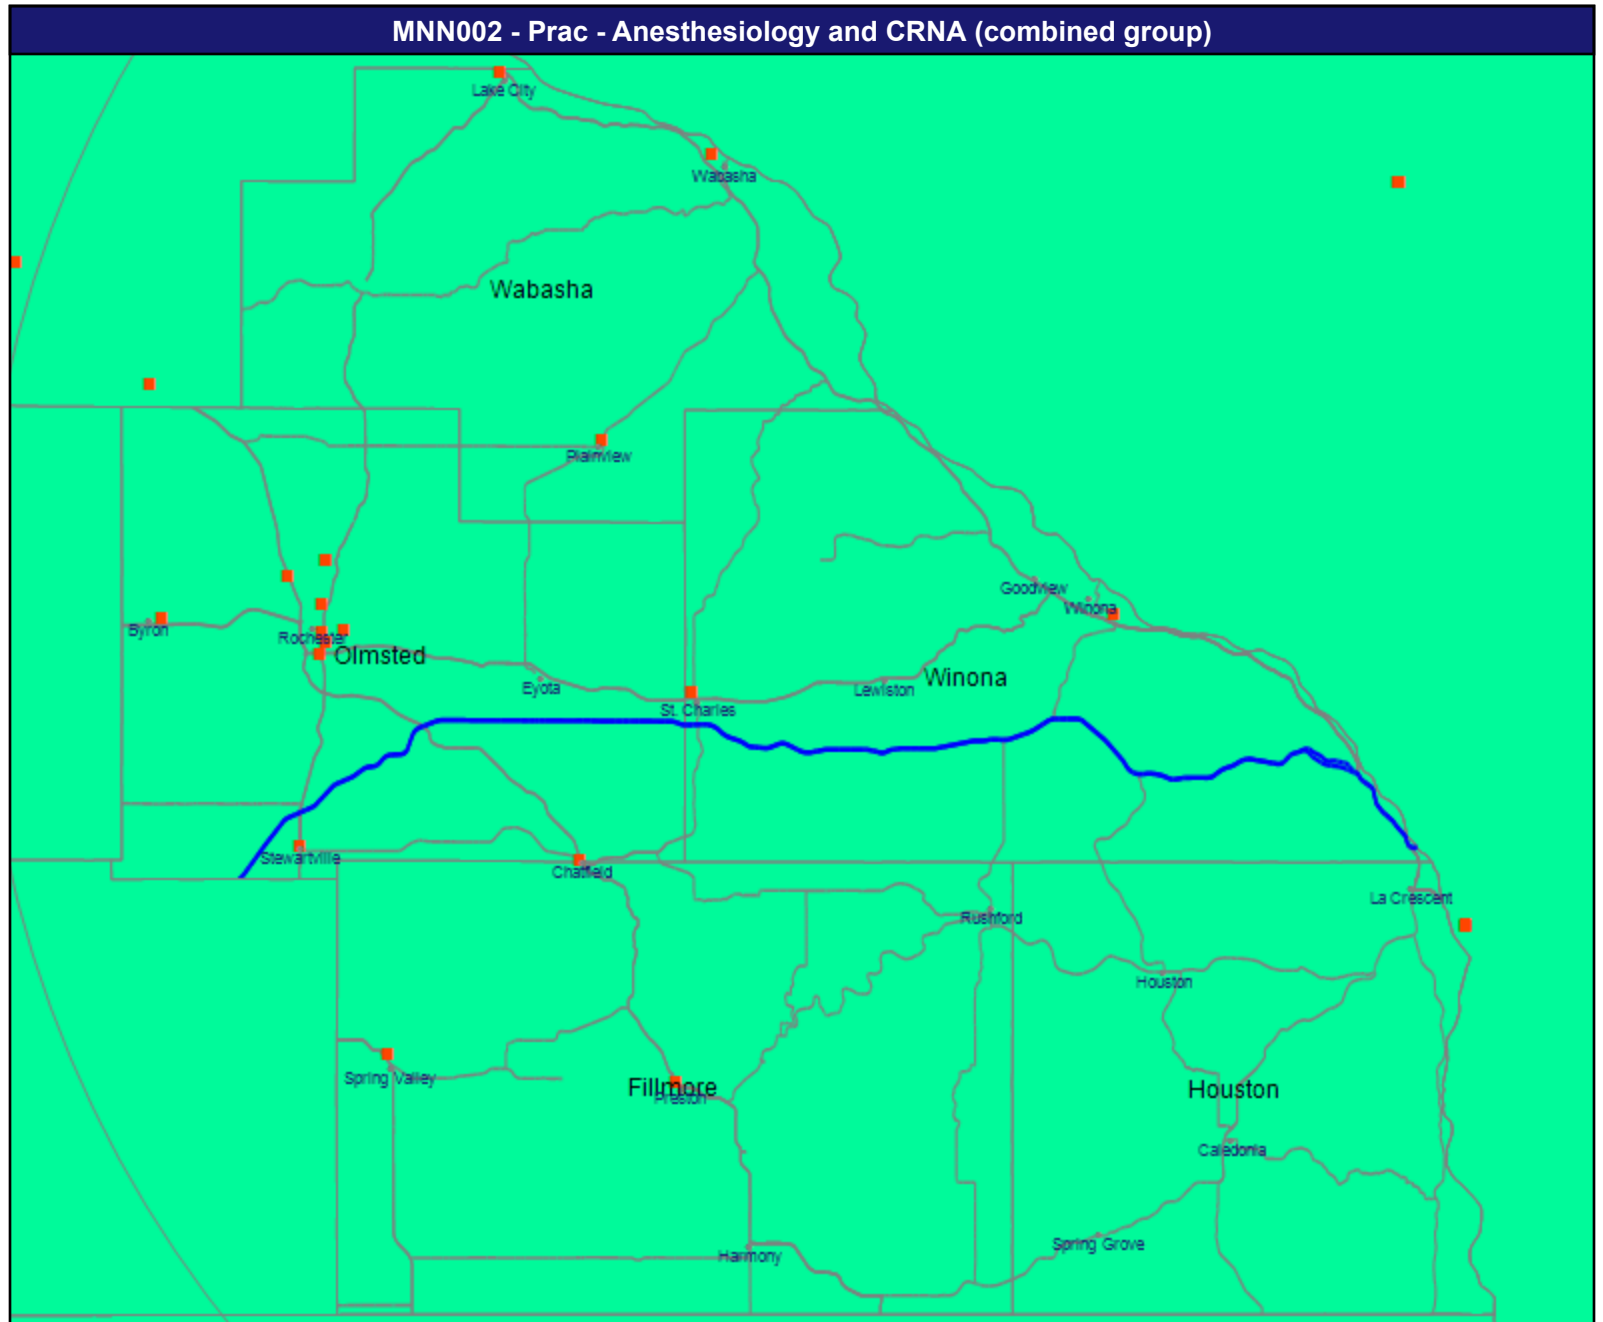 MNN002 - Prac - Anesthesiology and CRNA (combined group)
Lake City
Wabasha
Wabasha
Plainview
Goodview
Winona
Byron
Rochester
Olmsted
Winona
Eyota
Lewiston
St. Charles
Stewartville
Chatfield
La Crescent
Rushford
Houston
Spring Valley
Fillmore
Preston
Houston
Caledonia
Harmony
Spring Grove